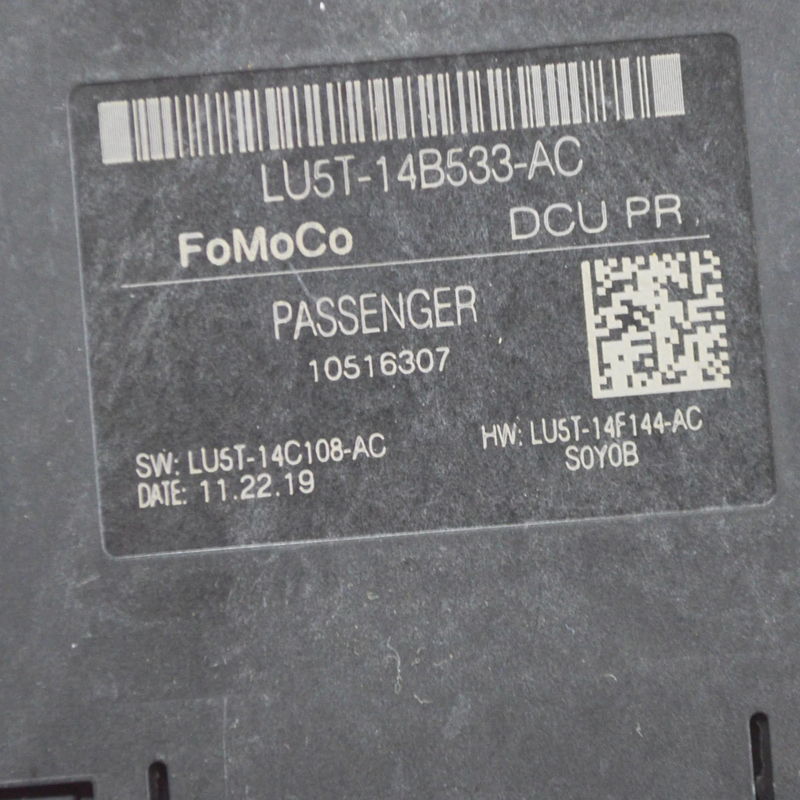 LU5T-14B533-AC
FoMoCo DCU PR
PASSENGER
10516307
SW: LU5T-14C108-AC HW: LU5T-14F144-AC
DATE: 11.22.19 S0Y0B